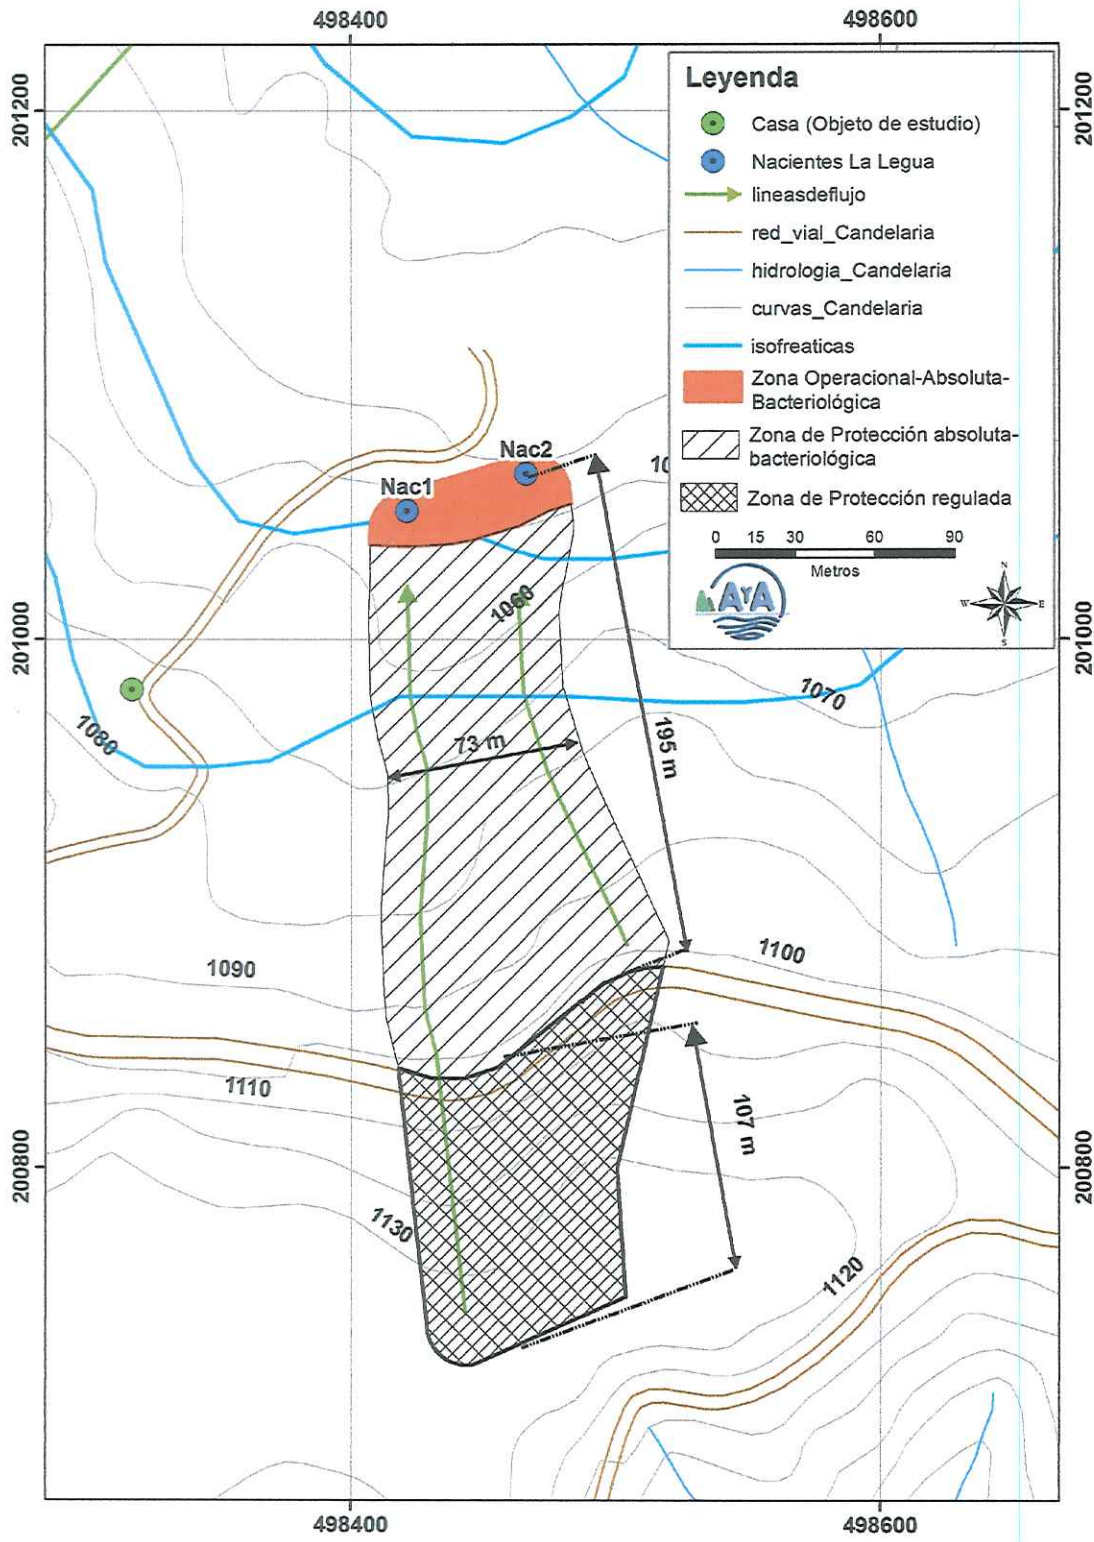 498400
498600
201200
201200
Leyenda
Casa (Objeto de estudio)
Nacientes La Legua
lineasdeflujo
red_vial_Candelaria
hidrologia_Candelaria
curvas_Candelaria
isofreaticas
Zona Operacional-Absoluta-
Bacteriológica
Zona de Protección absoluta-
bacteriológica
Zona de Protección regulada
0 15 30 60 90
Metros
AYA
N
W E
S
Nac2
Nac1
10
1060
201000
201000
1070
1080
73 m
195 m
1090
1100
1110
107 m
200800
200800
1130
1120
498400
498600